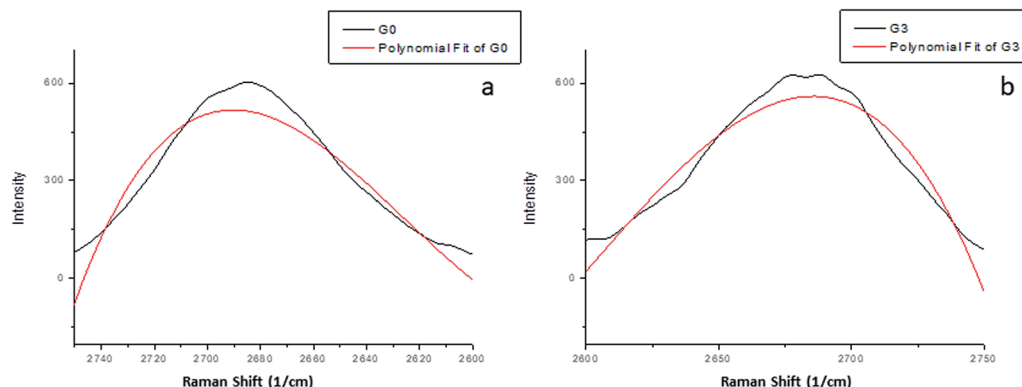 G0
Polynomial Fit of G0
a
600
300
0
Intensity
2740 2720 2700 2680 2660 2640 2620 2600
Raman Shift (1/cm)
G3
Polynomial Fit of G3
b
600
300
0
Intensity
2600 2650 2700 2750
Raman Shift (1/cm)